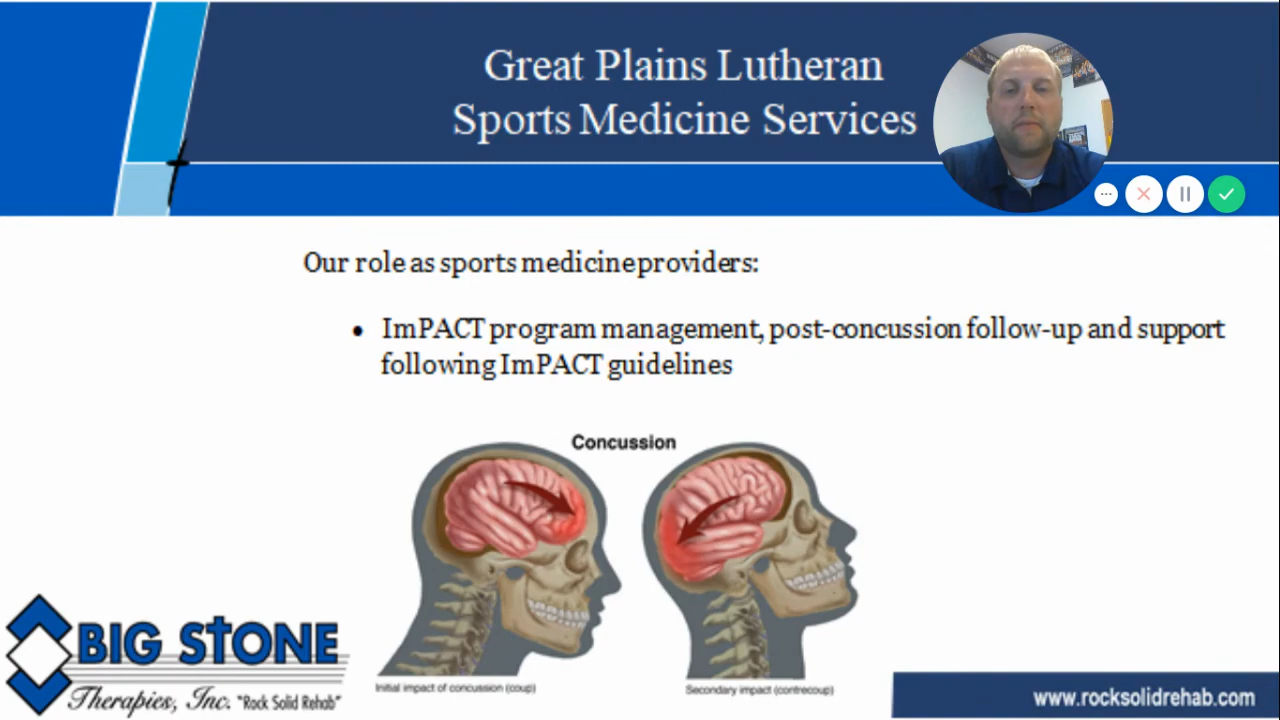 Great Plains Lutheran
Sports Medicine Services
Our role as sports medicine providers:
• ImPACT program management, post-concussion follow-up and support
following ImPACT guidelines
Concussion
Initial impact of concussion (coup)
Secondary impact (contrecoup)
BIG STONE
Therapies, Inc. "Rock Solid Rehab"
www.rocksolidrehab.com